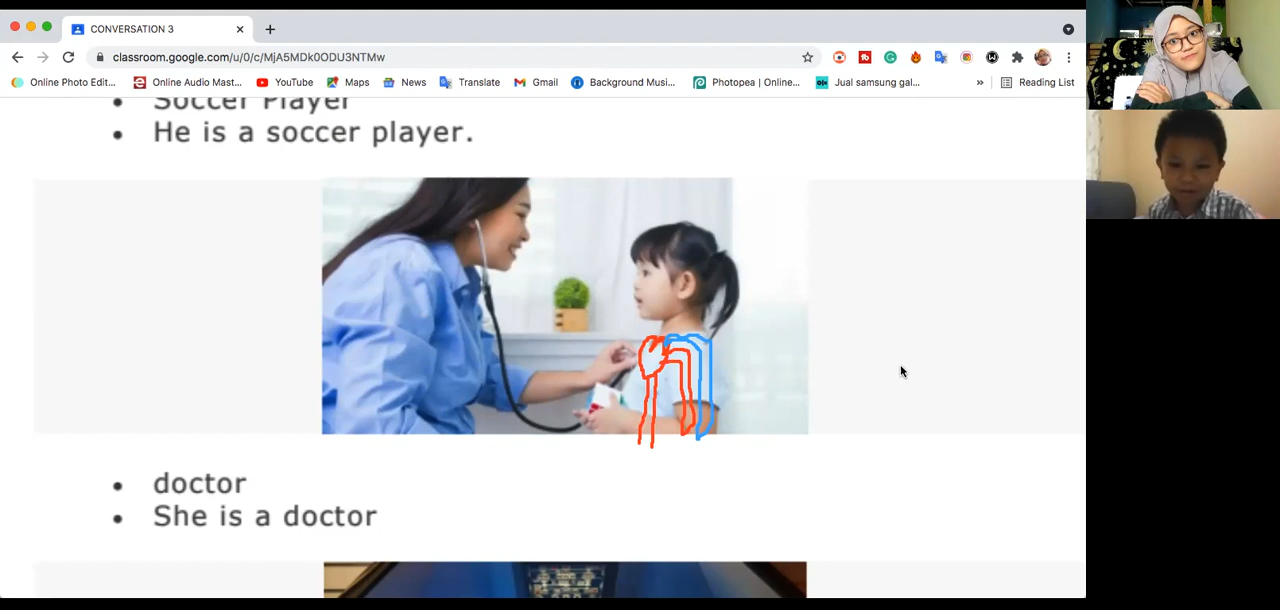 CONVERSATION 3
classroom.google.com/u/0/c/MjA5MDk0ODU3NTMw
Online Photo Edit... Online Audio Mast... YouTube Maps News Translate Gmail Background Musi... Photopea | Online... Jual samsung gal... » Reading List
• Soccer Player
• He is a soccer player.
• doctor
• She is a doctor